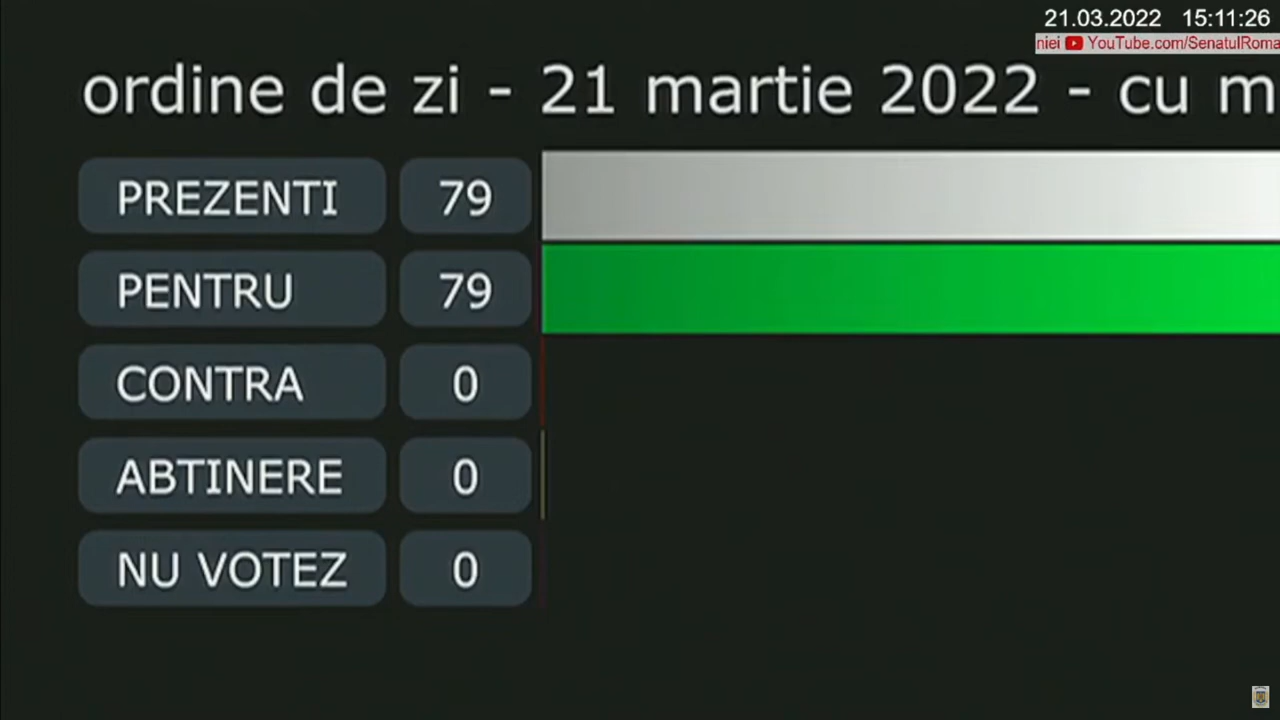 21.03.2022 15:11:26
niei YouTube.com/SenatulRoma
ordine de zi - 21 martie 2022 - cu m
PREZENTI 79
PENTRU 79
CONTRA 0
ABTINERE 0
NU VOTEZ 0